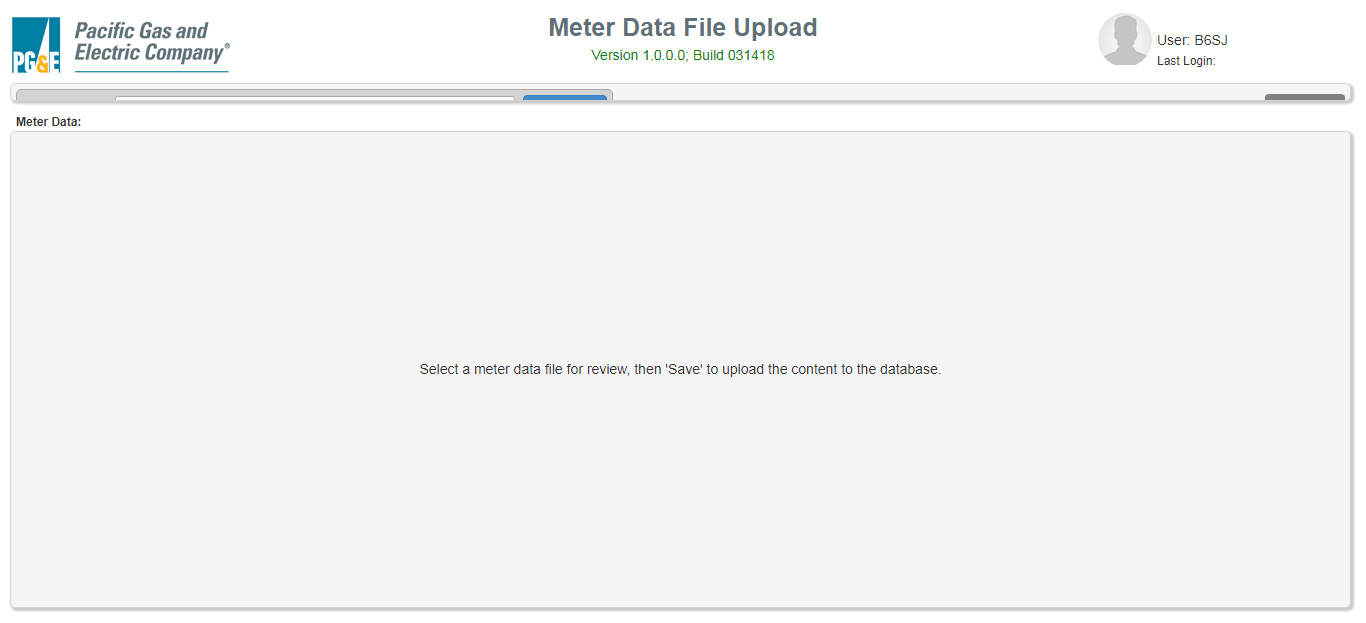 PG&E
Pacific Gas and
Electric Company®
Meter Data File Upload
Version 1.0.0.0; Build 031418
User: B6SJ
Last Login:
Meter Data:
Select a meter data file for review, then 'Save' to upload the content to the database.